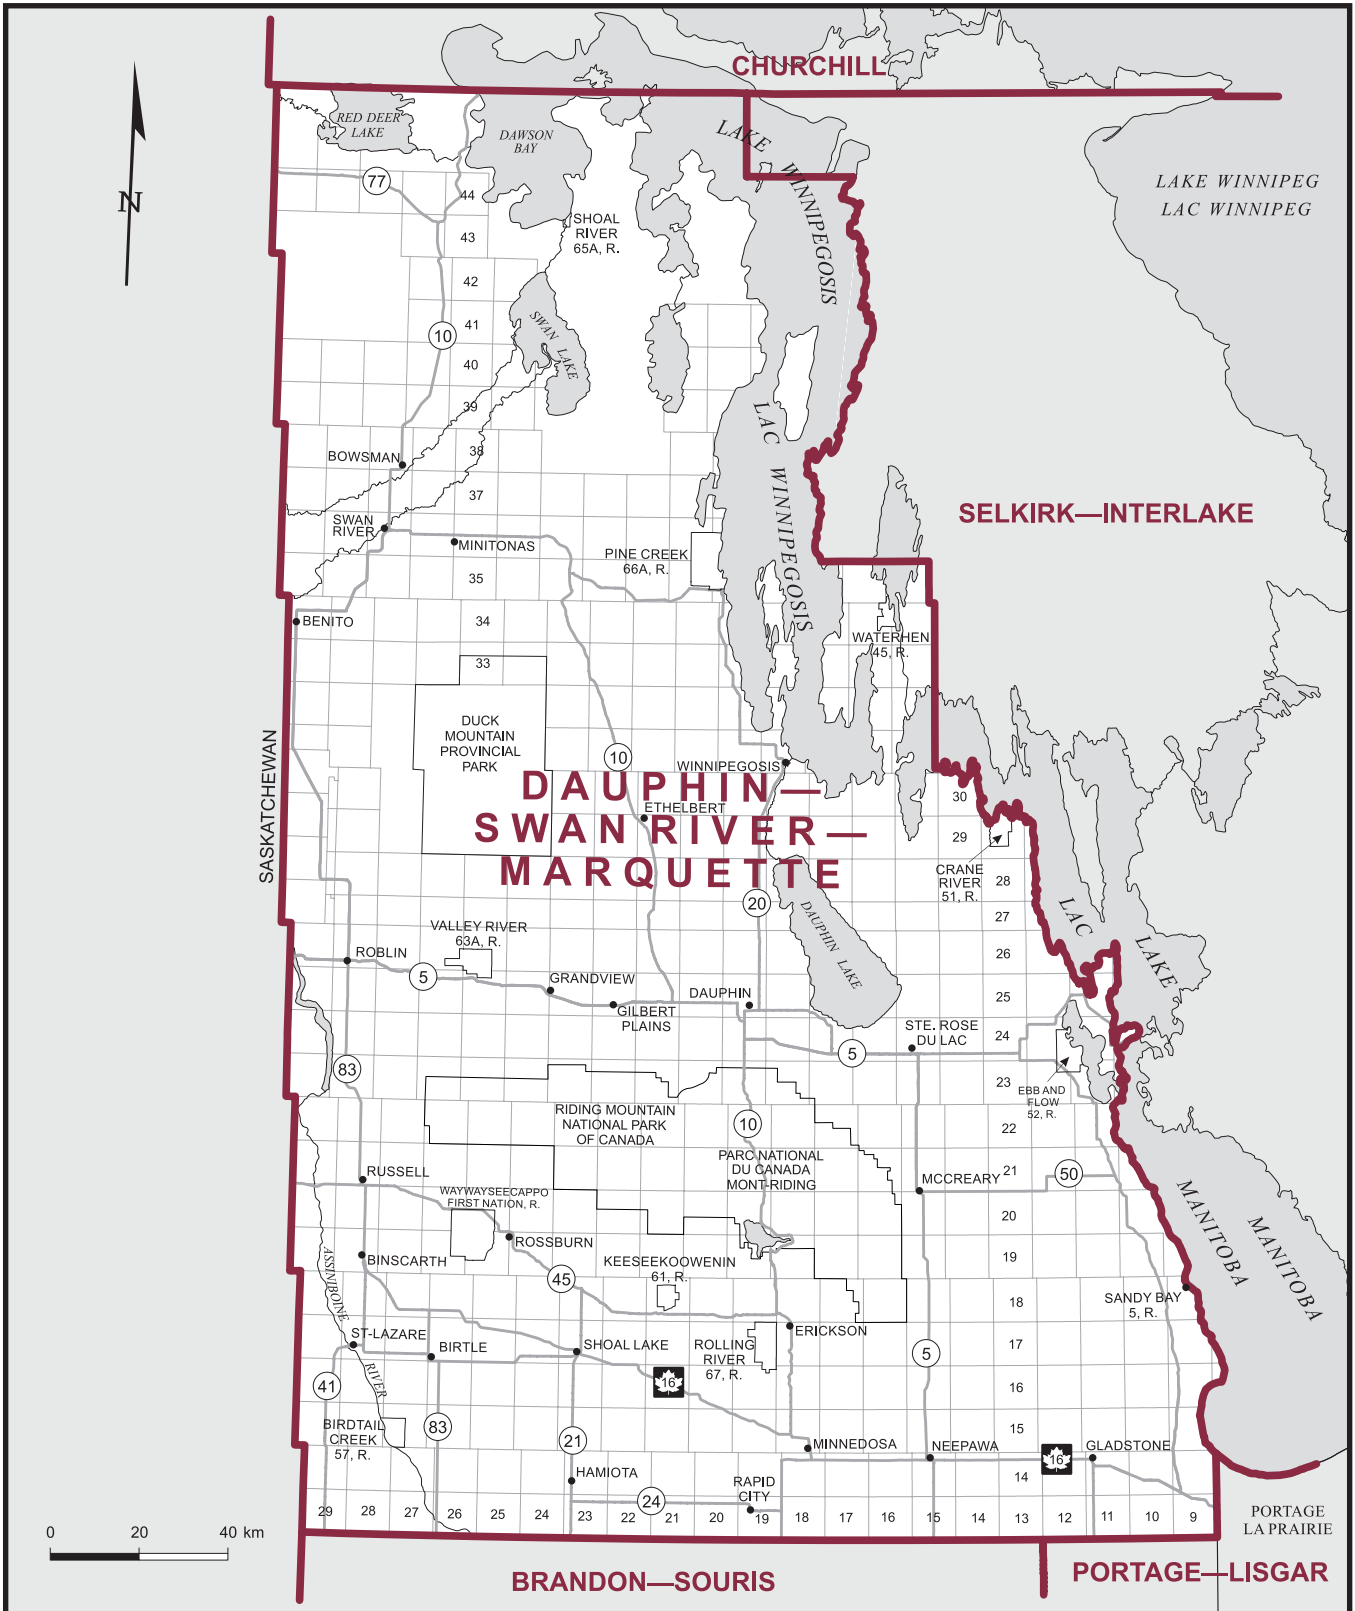 CHURCHILL
RED DEER
LAKE
DAWSON
BAY
LAKE WINNIPEGOSIS
LAKE WINNIPEG
LAC WINNIPEG
77
N
44
SHOAL
RIVER
65A, R.
43
42
SWAN LAKE
41
10
40
39
LAC WINNIPEGOSIS
38
BOWSMAN
37
SELKIRK—INTERLAKE
SWAN
RIVER
MINITONAS
PINE CREEK
66A, R.
35
BENITO
34
WATERHEN
45, R.
33
DUCK
MOUNTAIN
PROVINCIAL
PARK
SASKATCHEWAN
10
WINNIPEGOSIS
DAUPHIN—
SWAN RIVER—
MARQUETTE
ETHELBERT
30
29
CRANE
RIVER
51, R.
28
20
27
DAUPHIN LAKE
LAC MANITOBA
LAKE MANITOBA
VALLEY RIVER
63A, R.
ROBLIN
26
5
GRANDVIEW
DAUPHIN
25
GILBERT
PLAINS
STE. ROSE
DU LAC
24
5
83
23
EBB AND
FLOW
52, R.
RIDING MOUNTAIN
NATIONAL PARK
OF CANADA
10
22
PARC NATIONAL
DU CANADA
MONT-RIDING
RUSSELL
21
50
MCCREARY
WAYWAYSEECAPPO
FIRST NATION, R.
20
ROSSBURN
BINSCARTH
KEESEEKOOWENIN
61, R.
19
ASSINIBOINE RIVER
45
18
SANDY BAY
5, R.
ST-LAZARE
BIRTLE
SHOAL LAKE
ROLLING
RIVER
67, R.
ERICKSON
17
5
41
16
16
BIRDTAIL
CREEK
57, R.
83
21
15
MINNEDOSA
NEEPAWA
16
GLADSTONE
HAMIOTA
14
RAPID
CITY
24
29 28 27 26 25 24 23 22 21 20 19 18 17 16 15 14 13 12 11 10 9
PORTAGE
LA PRAIRIE
0 20 40 km
BRANDON—SOURIS
PORTAGE—LISGAR